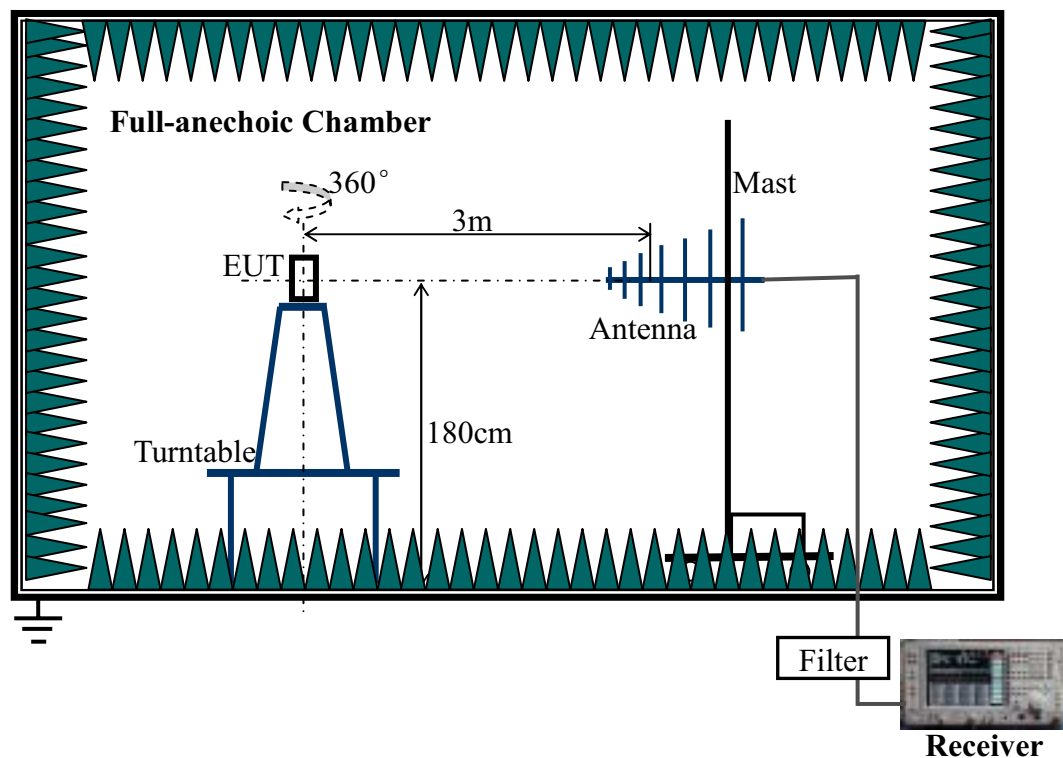 Full-anechoic Chamber
360°
Mast
3m
EUT
Antenna
180cm
Turntable
Filter
Receiver